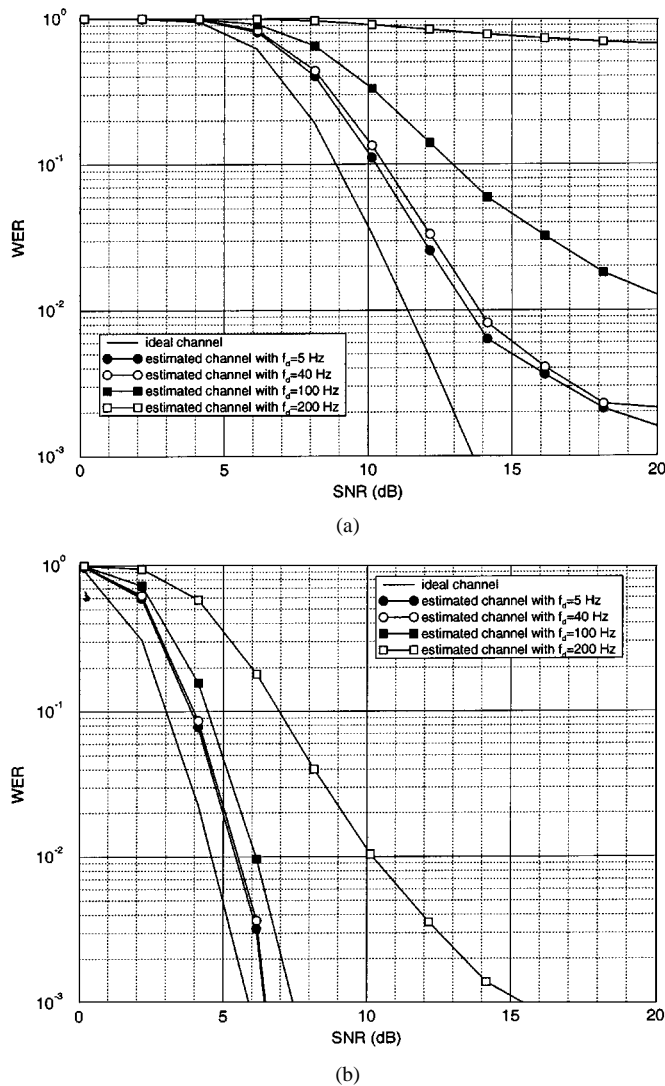 10⁰
10⁻¹
WER
10⁻²
10⁻³
ideal channel
estimated channel with f_d=5 Hz
estimated channel with f_d=40 Hz
estimated channel with f_d=100 Hz
estimated channel with f_d=200 Hz
0 5 10 15 20
SNR (dB)
(a)
10⁰
10⁻¹
WER
10⁻²
10⁻³
ideal channel
estimated channel with f_d=5 Hz
estimated channel with f_d=40 Hz
estimated channel with f_d=100 Hz
estimated channel with f_d=200 Hz
0 5 10 15 20
SNR (dB)
(b)